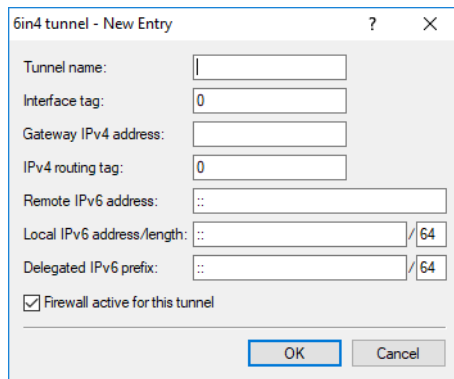 6in4 tunnel - New Entry ?
Tunnel name:
Interface tag: 0
Gateway IPv4 address:
IPv4 routing tag: 0
Remote IPv6 address: ::
Local IPv6 address/length: :: / 64
Delegated IPv6 prefix: :: / 64
Firewall active for this tunnel
OK Cancel